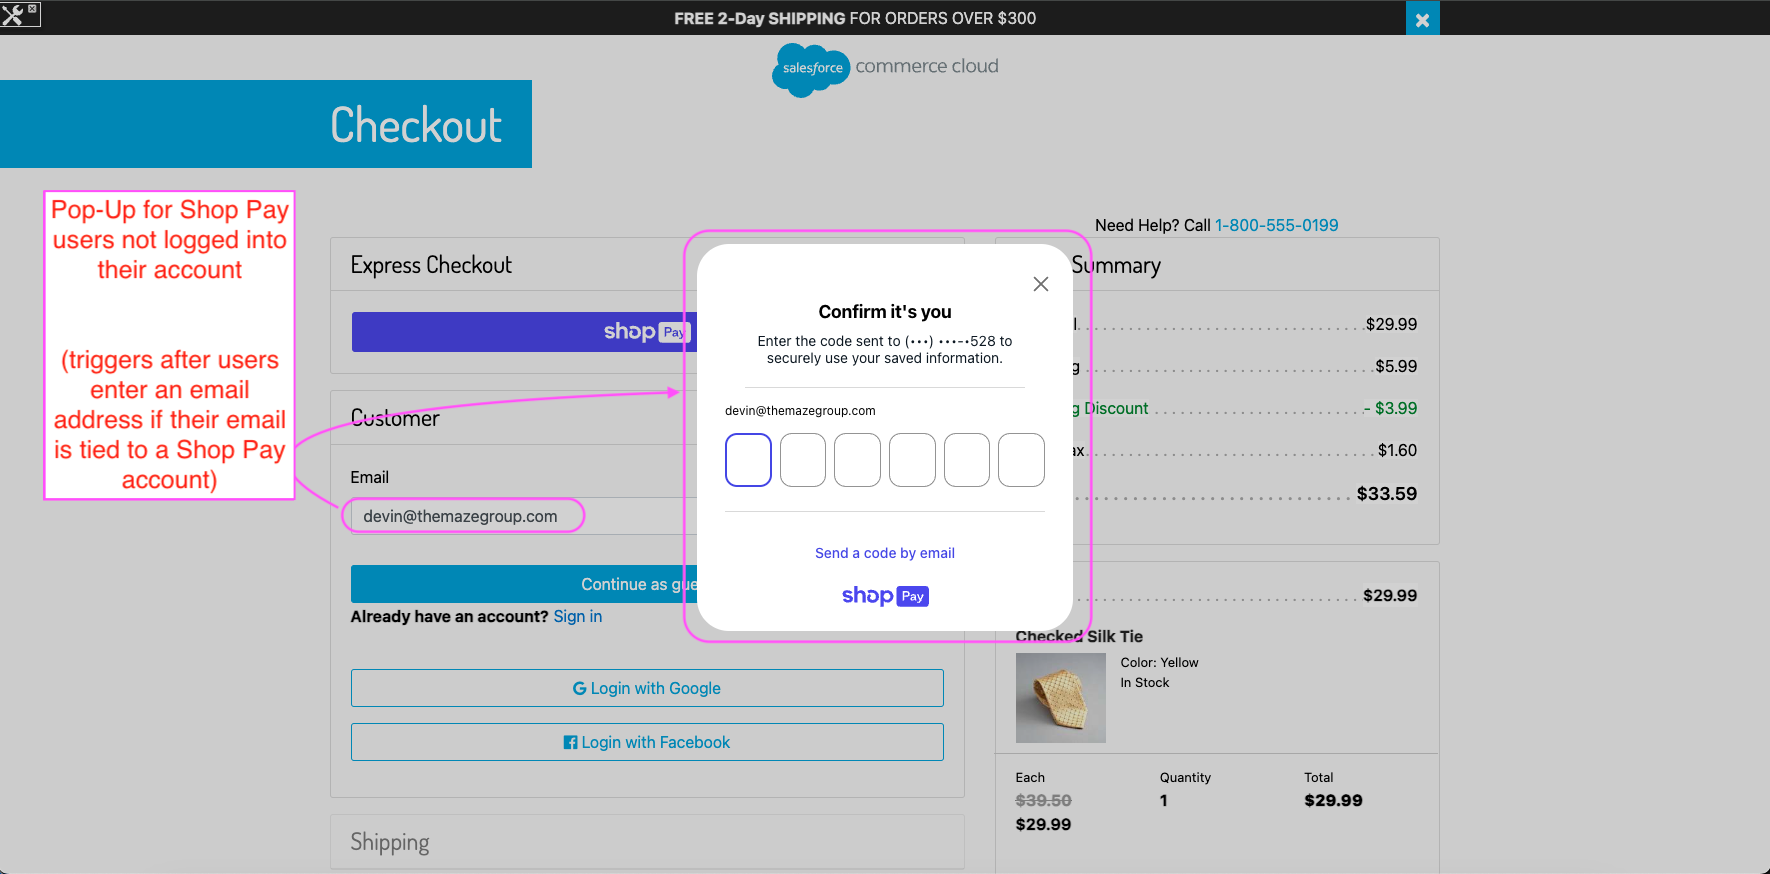 FREE 2-Day SHIPPING FOR ORDERS OVER $300
salesforce commerce cloud
Checkout
Pop-Up for Shop Pay
users not logged into
their account
(triggers after users
enter an email
address if their email
is tied to a Shop Pay
account)
Need Help? Call 1-800-555-0199
Express Checkout
shop Pay
Customer
Email
devin@themazegroup.com
Continue as gue
Already have an account? Sign in
Login with Google
Login with Facebook
Shipping
Confirm it's you
Enter the code sent to (•••) •••-•528 to
securely use your saved information.
devin@themazegroup.com
Send a code by email
shop Pay
Summary
l $29.99
g $5.99
g Discount - $3.99
ax $1.60
$33.59
$29.99
Checked Silk Tie
Color: Yellow
In Stock
Each Quantity Total
$39.50 1 $29.99
$29.99